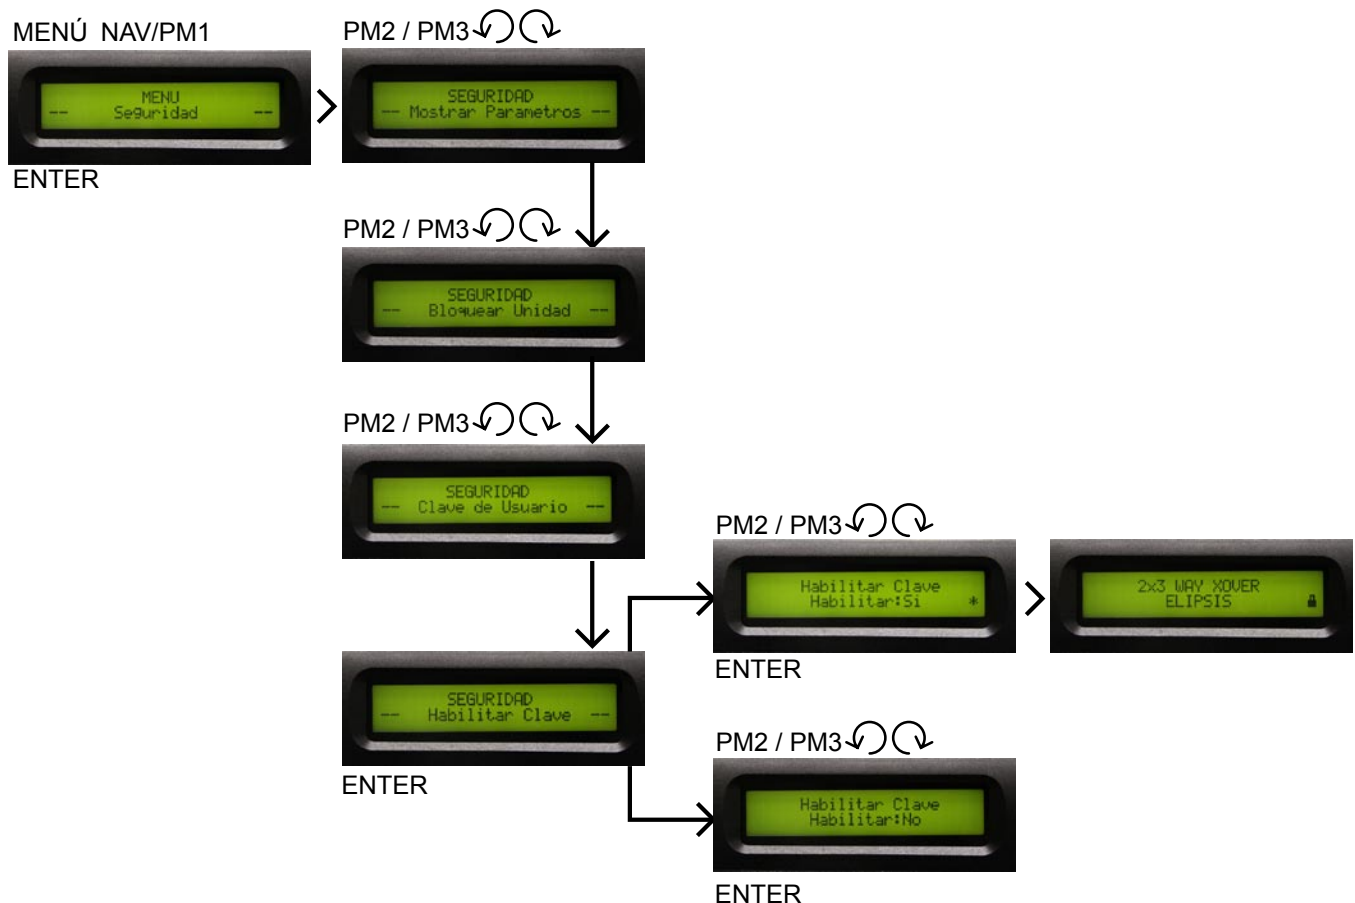 MENÚ NAV/PM1
MENU
-- Seguridad --
ENTER
PM2 / PM3
SEGURIDAD
-- Mostrar Parametros --
PM2 / PM3
SEGURIDAD
-- Bloquear Unidad --
PM2 / PM3
SEGURIDAD
-- Clave de Usuario --
SEGURIDAD
-- Habilitar Clave --
ENTER
PM2 / PM3
Habilitar Clave
Habilitar:Si *
ENTER
2x3 WAY XOVER
ELIPSIS
PM2 / PM3
Habilitar Clave
Habilitar:No
ENTER